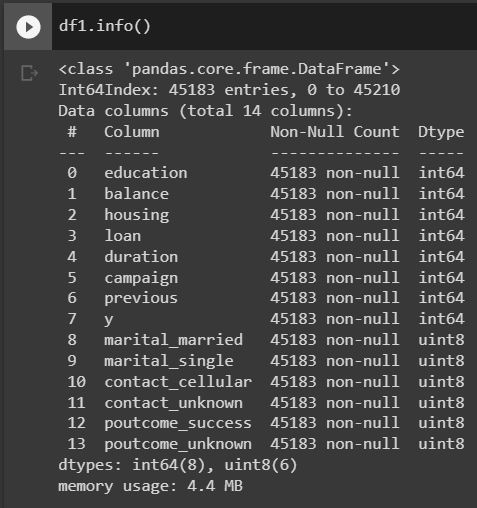 df1.info()
<class 'pandas.core.frame.DataFrame'>
Int64Index: 45183 entries, 0 to 45210
Data columns (total 14 columns):
 #   Column            Non-Null Count  Dtype
---  ------            --------------  -----
 0   education         45183 non-null  int64
 1   balance           45183 non-null  int64
 2   housing           45183 non-null  int64
 3   loan              45183 non-null  int64
 4   duration          45183 non-null  int64
 5   campaign          45183 non-null  int64
 6   previous          45183 non-null  int64
 7   y                 45183 non-null  int64
 8   marital_married   45183 non-null  uint8
 9   marital_single    45183 non-null  uint8
 10  contact_cellular  45183 non-null  uint8
 11  contact_unknown   45183 non-null  uint8
 12  poutcome_success  45183 non-null  uint8
 13  poutcome_unknown  45183 non-null  uint8
dtypes: int64(8), uint8(6)
memory usage: 4.4 MB